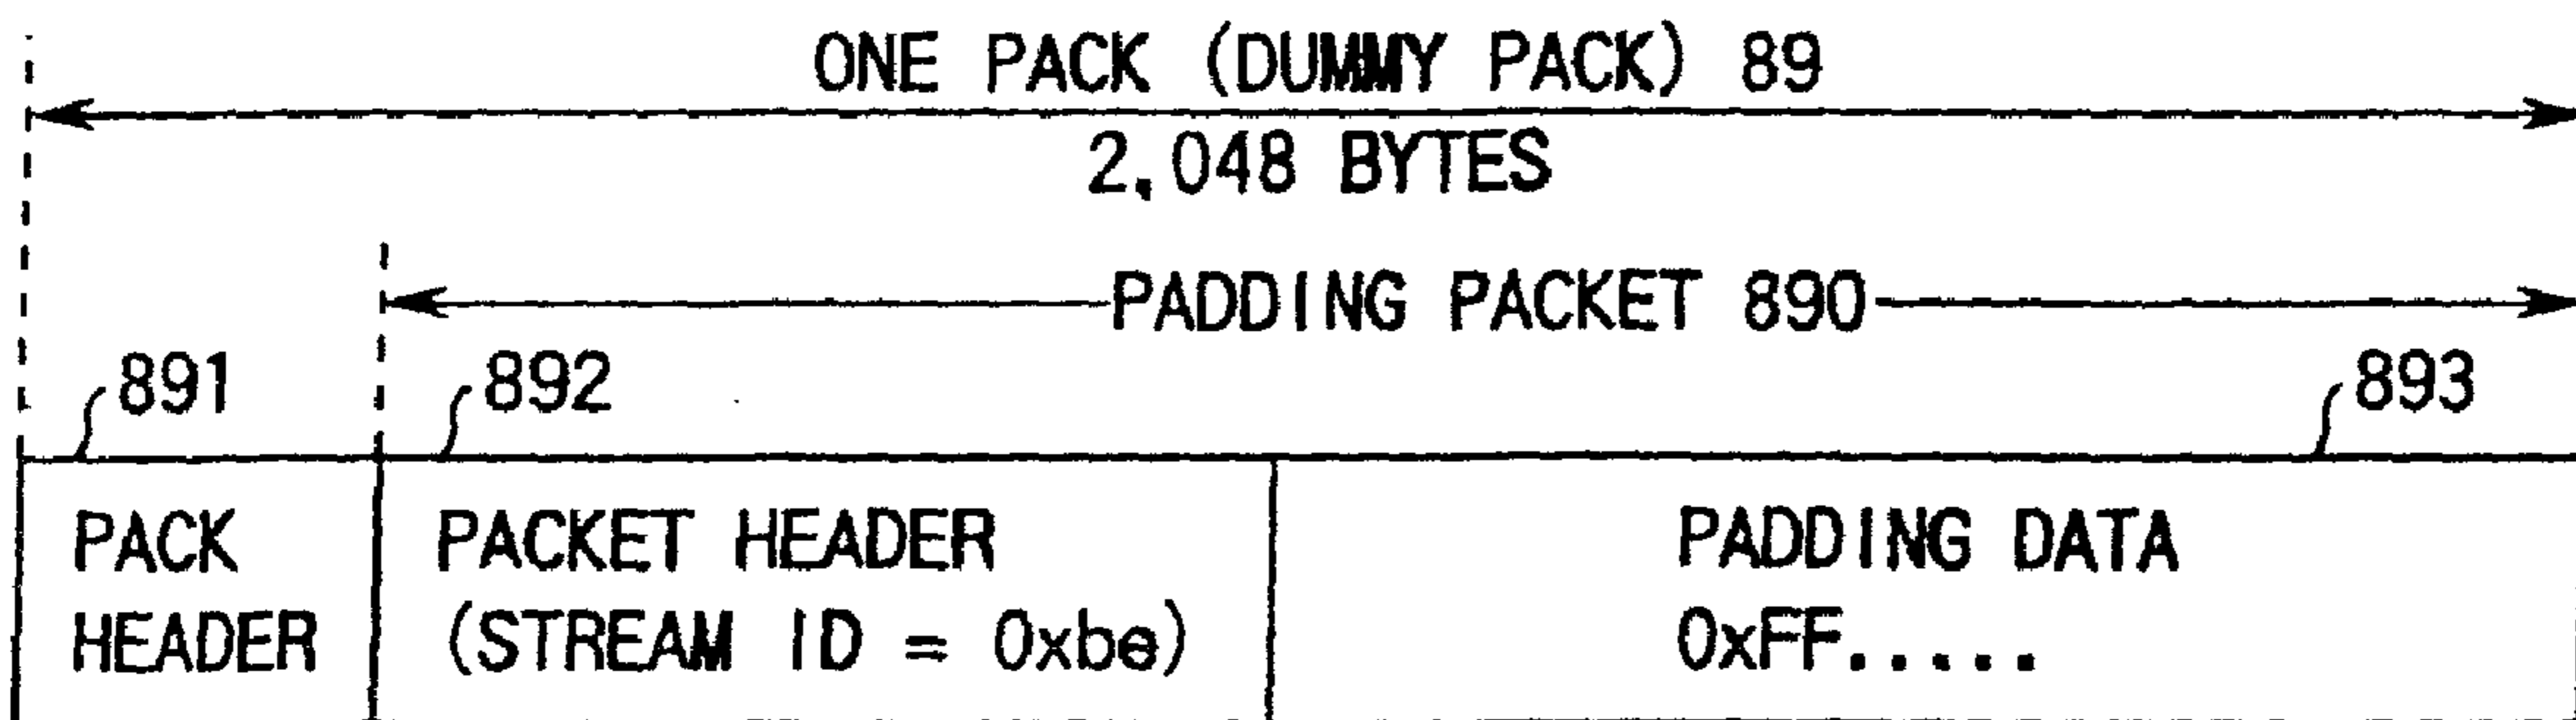 ONE PACK (DUMMY PACK) 89
2,048 BYTES
PADDING PACKET 890
891
892
893
PACK
HEADER
PACKET HEADER
(STREAM ID = 0xbe)
PADDING DATA
0xFF.....